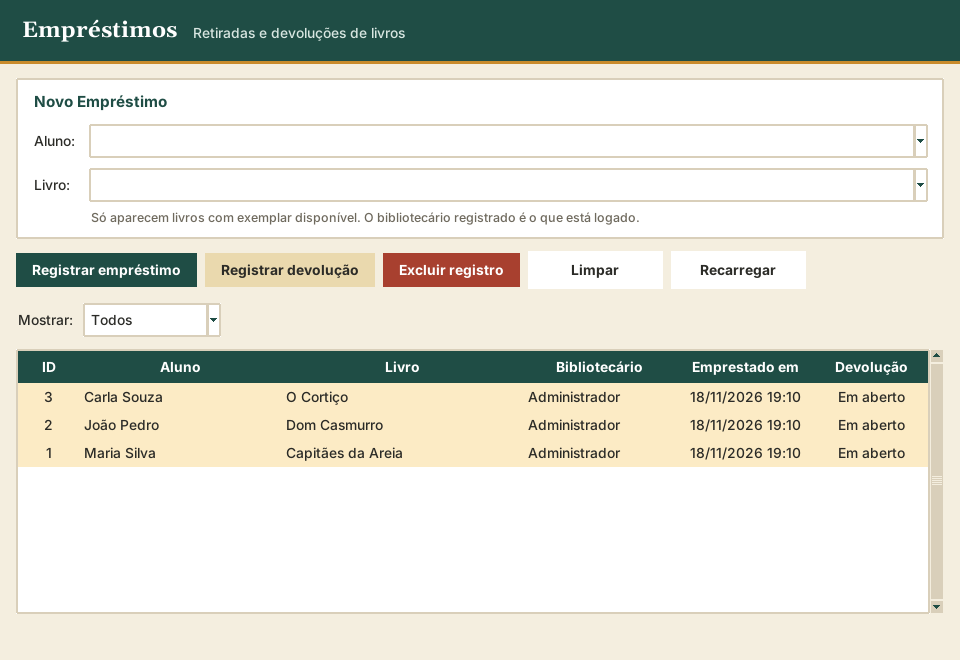 Empréstimos Retiradas e devoluções de livros
Novo Empréstimo
Aluno:
Livro:
Só aparecem livros com exemplar disponível. O bibliotecário registrado é o que está logado.
Registrar empréstimo Registrar devolução Excluir registro Limpar Recarregar
Mostrar: Todos
ID Aluno Livro Bibliotecário Emprestado em Devolução
3 Carla Souza O Cortiço Administrador 18/11/2026 19:10 Em aberto
2 João Pedro Dom Casmurro Administrador 18/11/2026 19:10 Em aberto
1 Maria Silva Capitães da Areia Administrador 18/11/2026 19:10 Em aberto